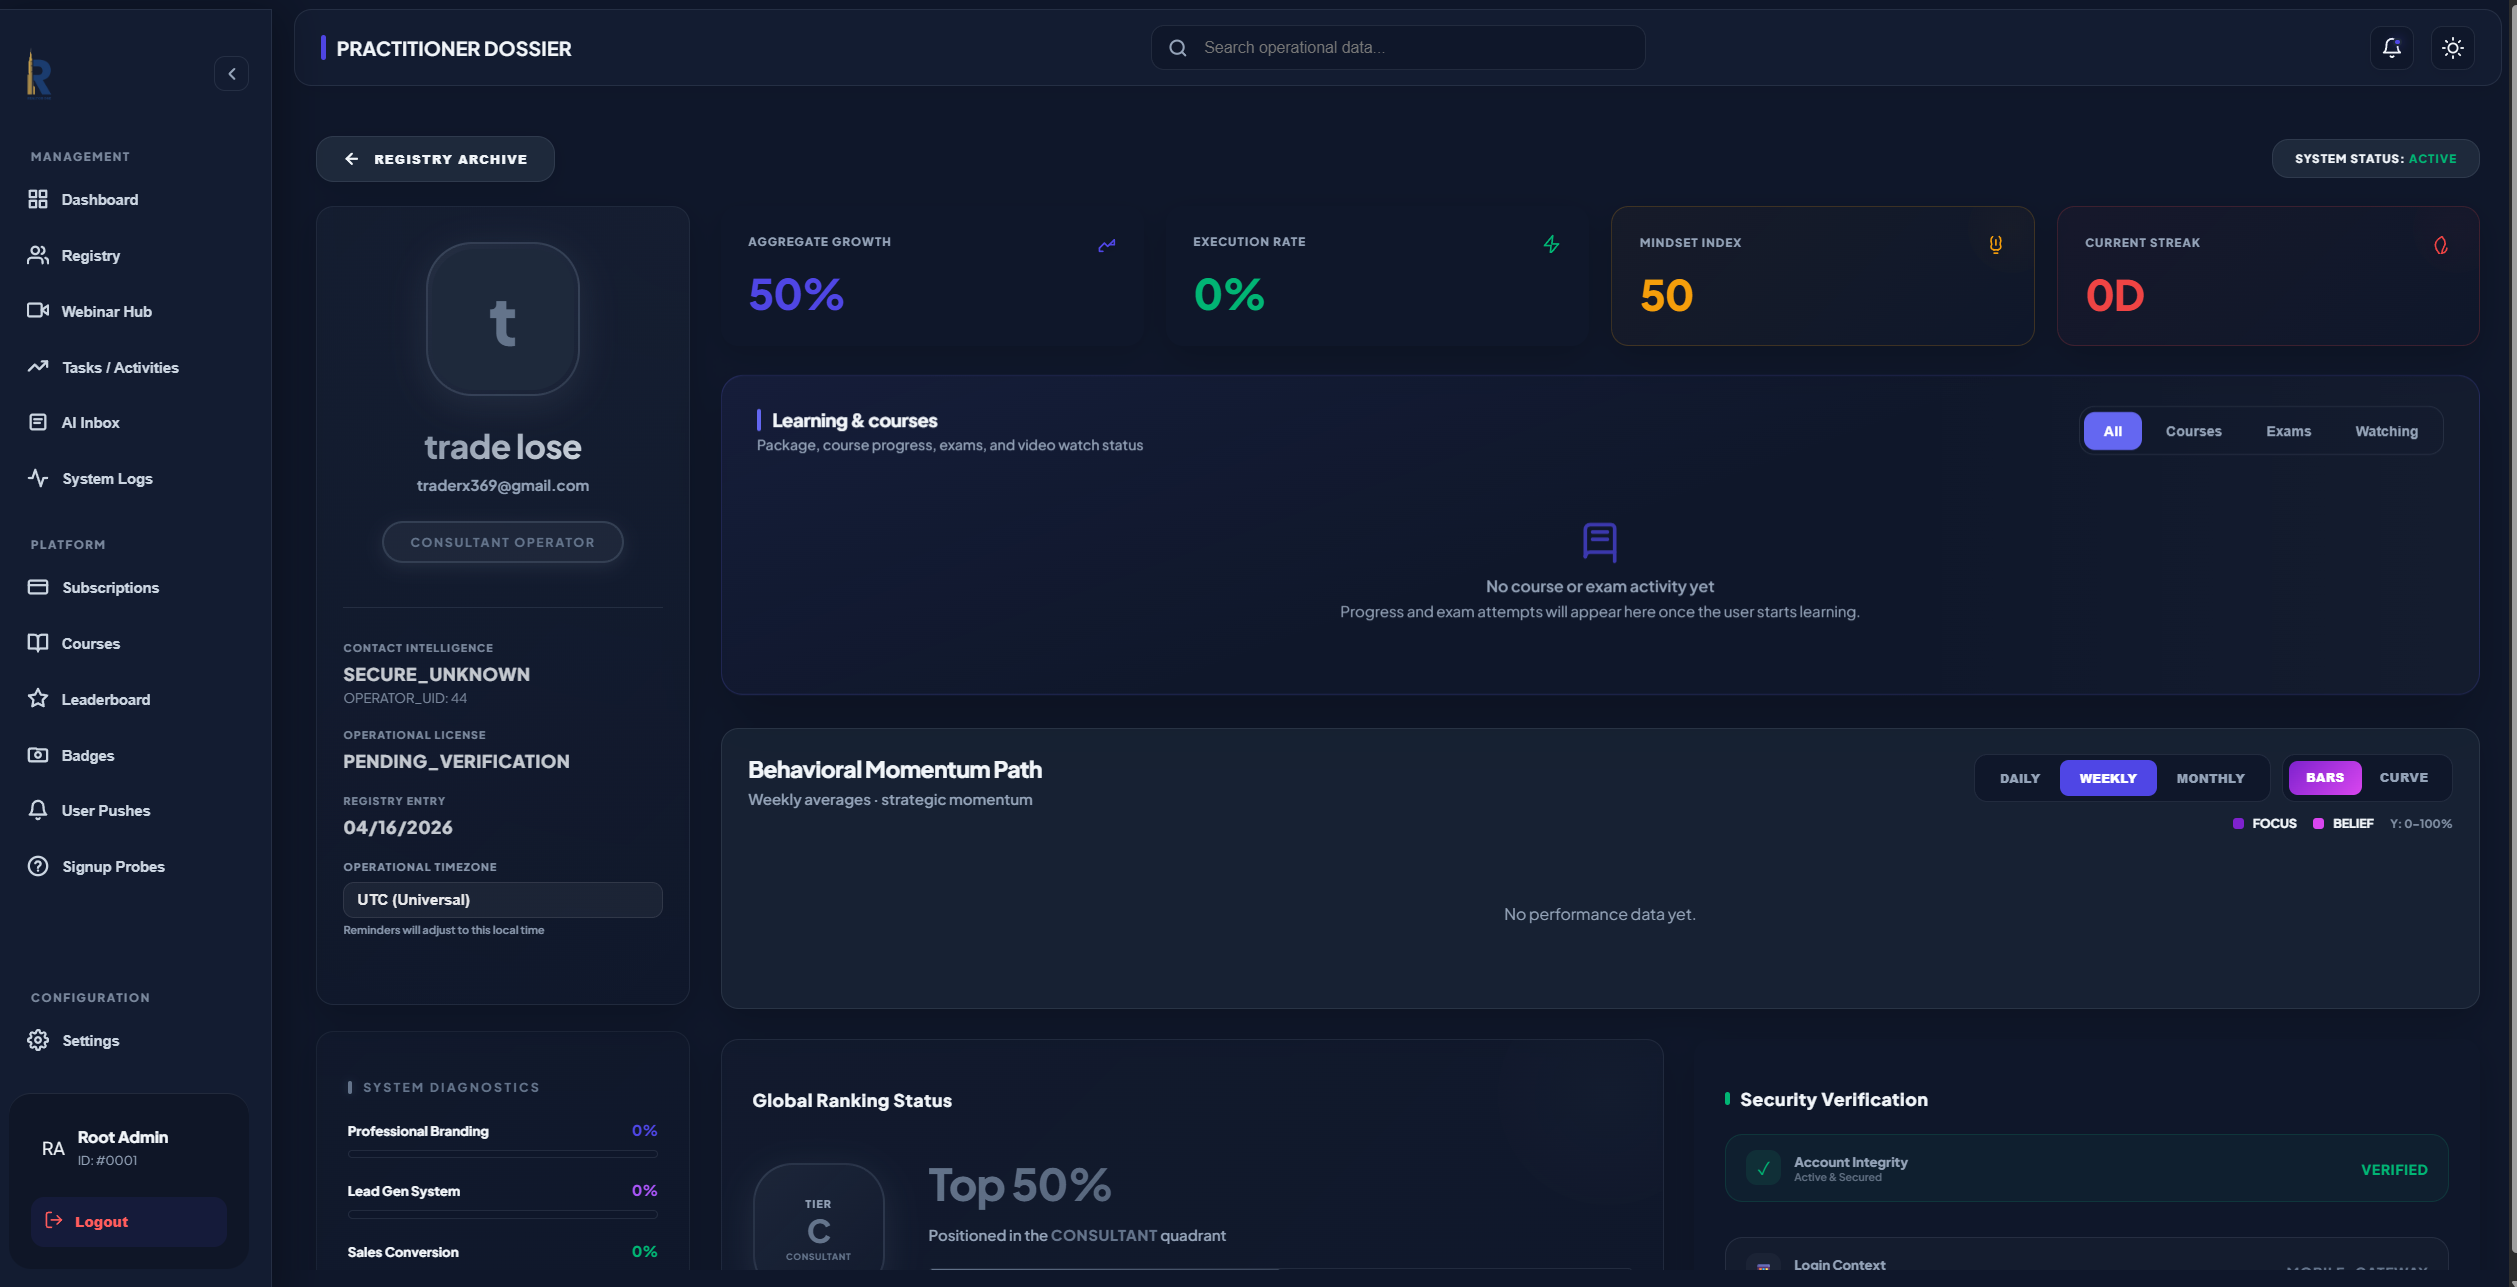 R
MANAGEMENT
Dashboard
Registry
Webinar Hub
Tasks / Activities
AI Inbox
System Logs
PLATFORM
Subscriptions
Courses
Leaderboard
Badges
User Pushes
Signup Probes
CONFIGURATION
Settings
RA
Root Admin
ID: #0001
Logout
PRACTITIONER DOSSIER
Search operational data...
REGISTRY ARCHIVE
SYSTEM STATUS: ACTIVE
t
trade lose
traderx369@gmail.com
CONSULTANT OPERATOR
CONTACT INTELLIGENCE
SECURE_UNKNOWN
OPERATOR_UID: 44
OPERATIONAL LICENSE
PENDING_VERIFICATION
REGISTRY ENTRY
04/16/2026
OPERATIONAL TIMEZONE
UTC (Universal)
Reminders will adjust to this local time
SYSTEM DIAGNOSTICS
Professional Branding 0%
Lead Gen System 0%
Sales Conversion 0%
AGGREGATE GROWTH
50%
EXECUTION RATE
0%
MINDSET INDEX
50
CURRENT STREAK
0D
Learning & courses
Package, course progress, exams, and video watch status
All Courses Exams Watching
No course or exam activity yet
Progress and exam attempts will appear here once the user starts learning.
Behavioral Momentum Path
Weekly averages · strategic momentum
DAILY WEEKLY MONTHLY BARS CURVE
FOCUS BELIEF Y: 0–100%
No performance data yet.
Global Ranking Status
TIER
C
CONSULTANT
Top 50%
Positioned in the CONSULTANT quadrant
Security Verification
Account Integrity
Active & Secured
VERIFIED
Login Context